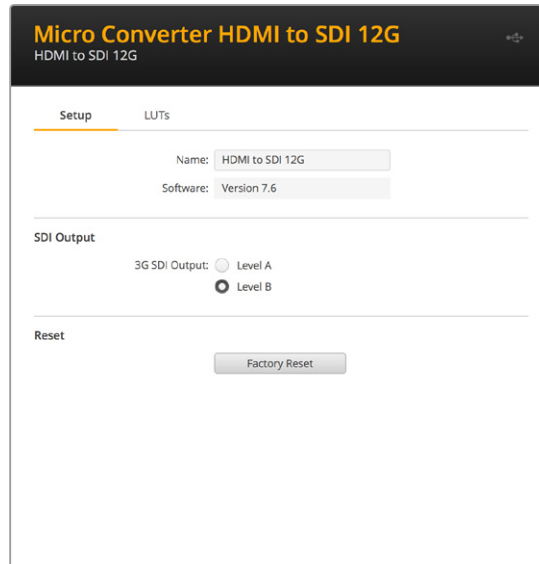 Micro Converter HDMI to SDI 12G
HDMI to SDI 12G
Setup LUTs
Name: HDMI to SDI 12G
Software: Version 7.6
SDI Output
3G SDI Output: Level A
Level B
Reset
Factory Reset